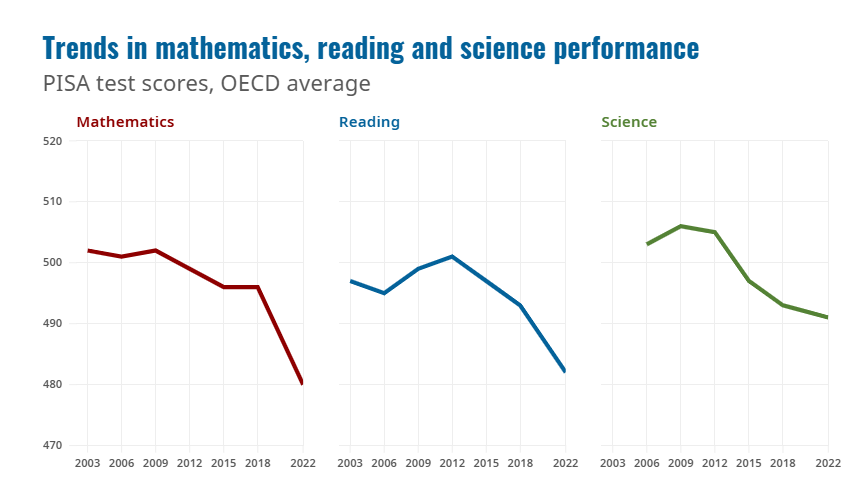 Trends in mathematics, reading and science performance
PISA test scores, OECD average
Mathematics Reading Science
520
510
500
490
480
470
2003 2006 2009 2012 2015 2018 2022 2003 2006 2009 2012 2015 2018 2022 2003 2006 2009 2012 2015 2018 2022